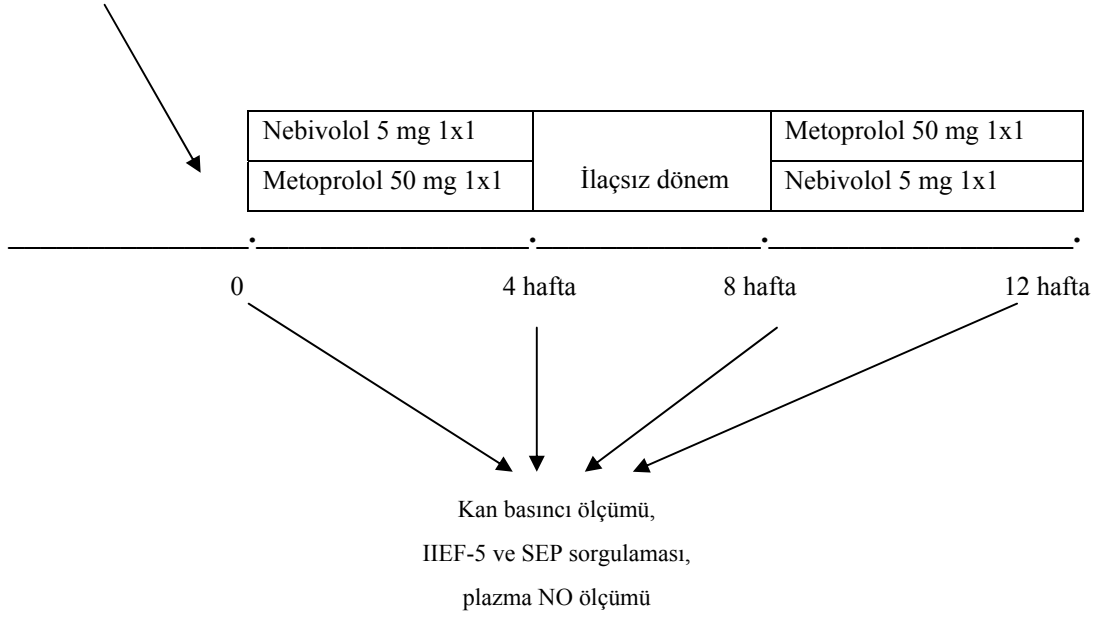 Nebivolol 5 mg 1x1
Metoprolol 50 mg 1x1
İlaçsız dönem
Metoprolol 50 mg 1x1
Nebivolol 5 mg 1x1
0
4 hafta
8 hafta
12 hafta
Kan basıncı ölçümü,
IIEF-5 ve SEP sorgulaması,
plazma NO ölçümü